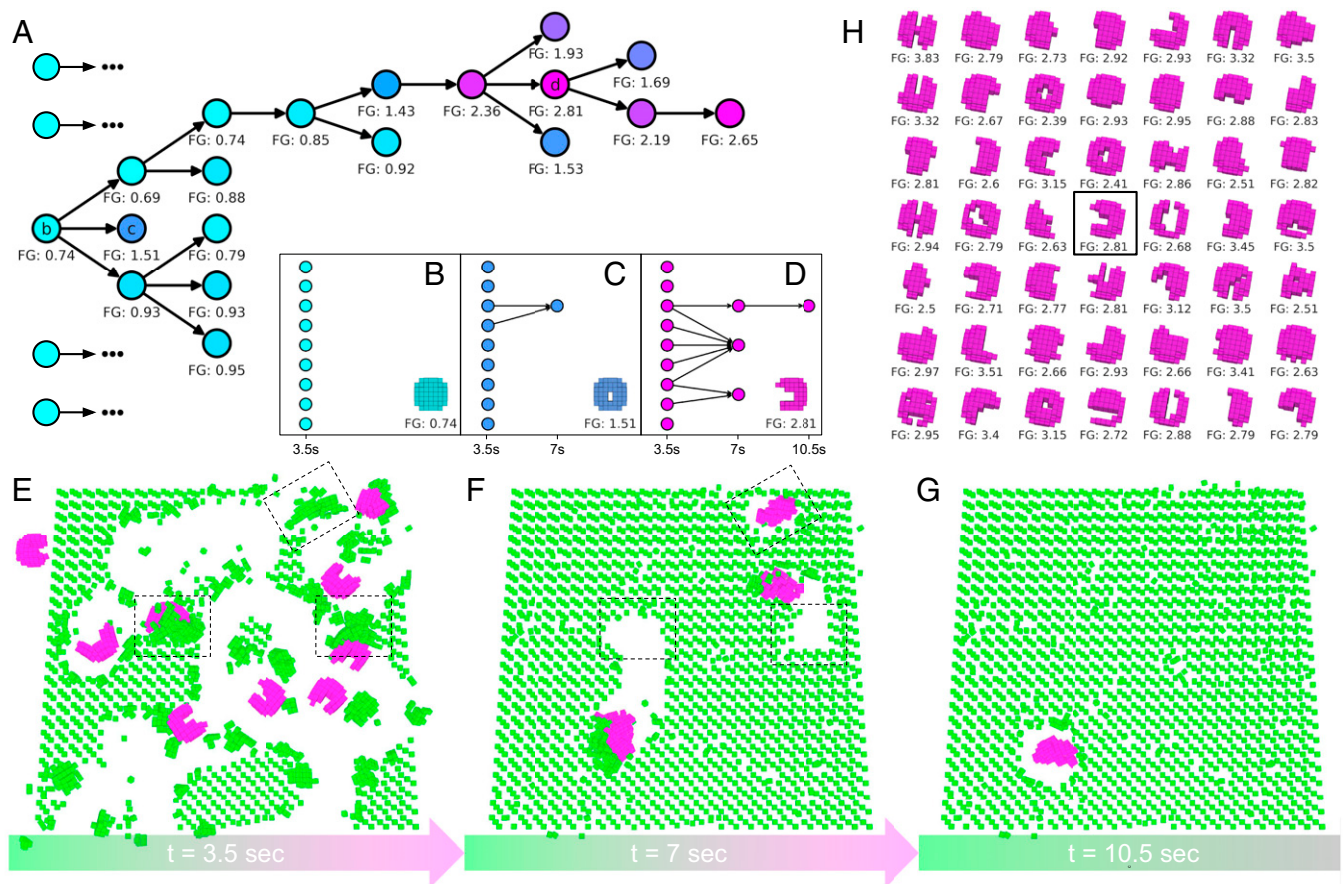 A
H
FG: 1.93
FG: 1.69
FG: 1.43
FG: 2.36
d
FG: 2.81
FG: 0.74
FG: 0.85
FG: 2.19
FG: 2.65
FG: 0.92
FG: 1.53
FG: 0.69
FG: 0.88
b
c
FG: 0.74
FG: 1.51
FG: 0.79
FG: 0.93
FG: 0.93
FG: 0.95
B
C
D
FG: 0.74
FG: 1.51
FG: 2.81
3.5s
3.5s
7s
3.5s
7s
10.5s
FG: 3.83 FG: 2.79 FG: 2.73 FG: 2.92 FG: 2.93 FG: 3.32 FG: 3.5
FG: 3.32 FG: 2.67 FG: 2.39 FG: 2.93 FG: 2.95 FG: 2.88 FG: 2.83
FG: 2.81 FG: 2.6 FG: 3.15 FG: 2.41 FG: 2.86 FG: 2.51 FG: 2.82
FG: 2.94 FG: 2.79 FG: 2.63 FG: 2.81 FG: 2.68 FG: 3.45 FG: 3.5
FG: 2.5 FG: 2.71 FG: 2.77 FG: 2.81 FG: 3.12 FG: 3.5 FG: 2.51
FG: 2.97 FG: 3.51 FG: 2.66 FG: 2.93 FG: 2.66 FG: 3.41 FG: 2.63
FG: 2.95 FG: 3.4 FG: 3.15 FG: 2.72 FG: 2.88 FG: 2.79 FG: 2.79
E
F
G
t = 3.5 sec
t = 7 sec
t = 10.5 sec